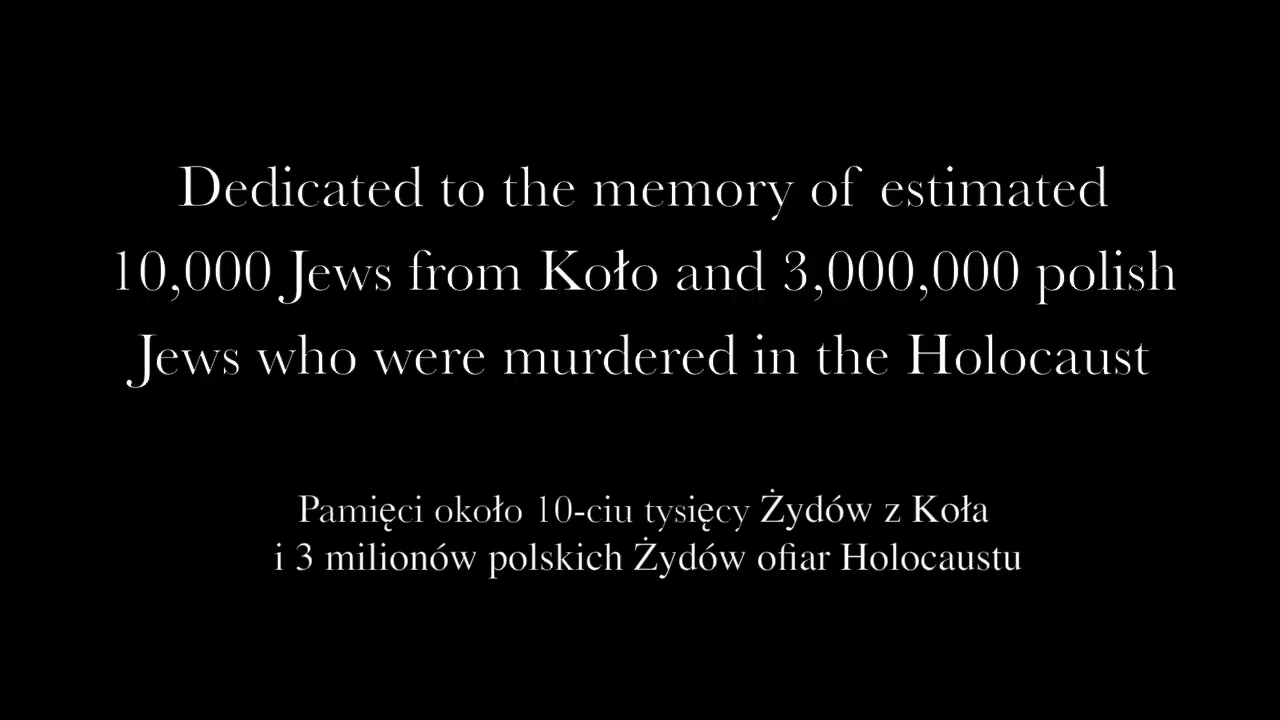 Dedicated to the memory of estimated
10,000 Jews from Koło and 3,000,000 polish
Jews who were murdered in the Holocaust
Pamięci około 10-ciu tysięcy Żydów z Koła
i 3 milionów polskich Żydów ofiar Holocaustu